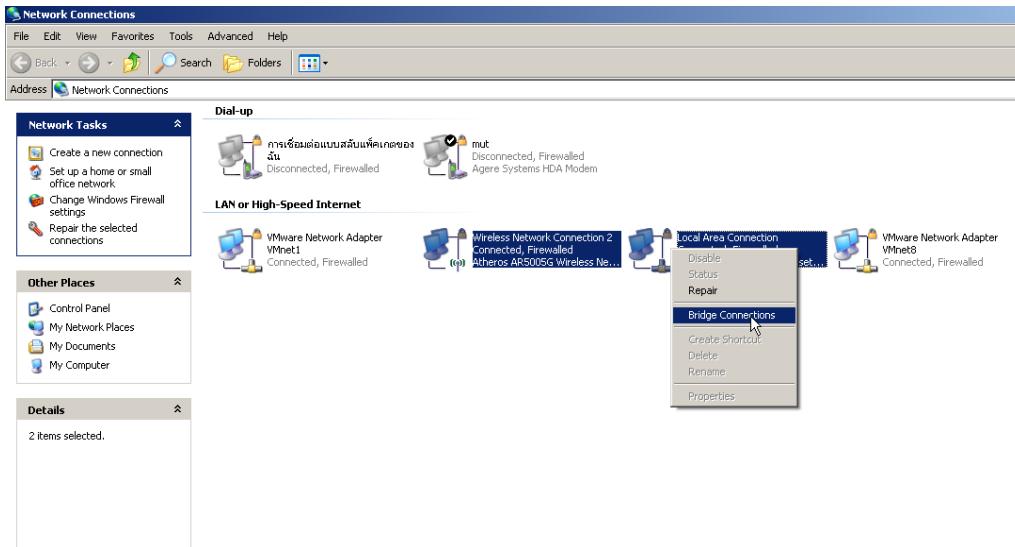 Network Connections
File Edit View Favorites Tools Advanced Help
Back Search Folders
Address Network Connections
Network Tasks
Create a new connection
Set up a home or small
office network
Change Windows Firewall
settings
Repair the selected
connections
Other Places
Control Panel
My Network Places
My Documents
My Computer
Details
2 items selected.
Dial-up
การเชื่อมต่อแบบสลับแพ็คเกตของ
ฉัน
Disconnected, Firewalled
mut
Disconnected, Firewalled
Agere Systems HDA Modem
LAN or High-Speed Internet
VMware Network Adapter
VMnet1
Connected, Firewalled
Wireless Network Connection 2
Connected, Firewalled
Atheros AR5005G Wireless Ne...
Local Area Connection
set...
VMware Network Adapter
VMnet8
Connected, Firewalled
Disable
Status
Repair
Bridge Connections
Create Shortcut
Delete
Rename
Properties